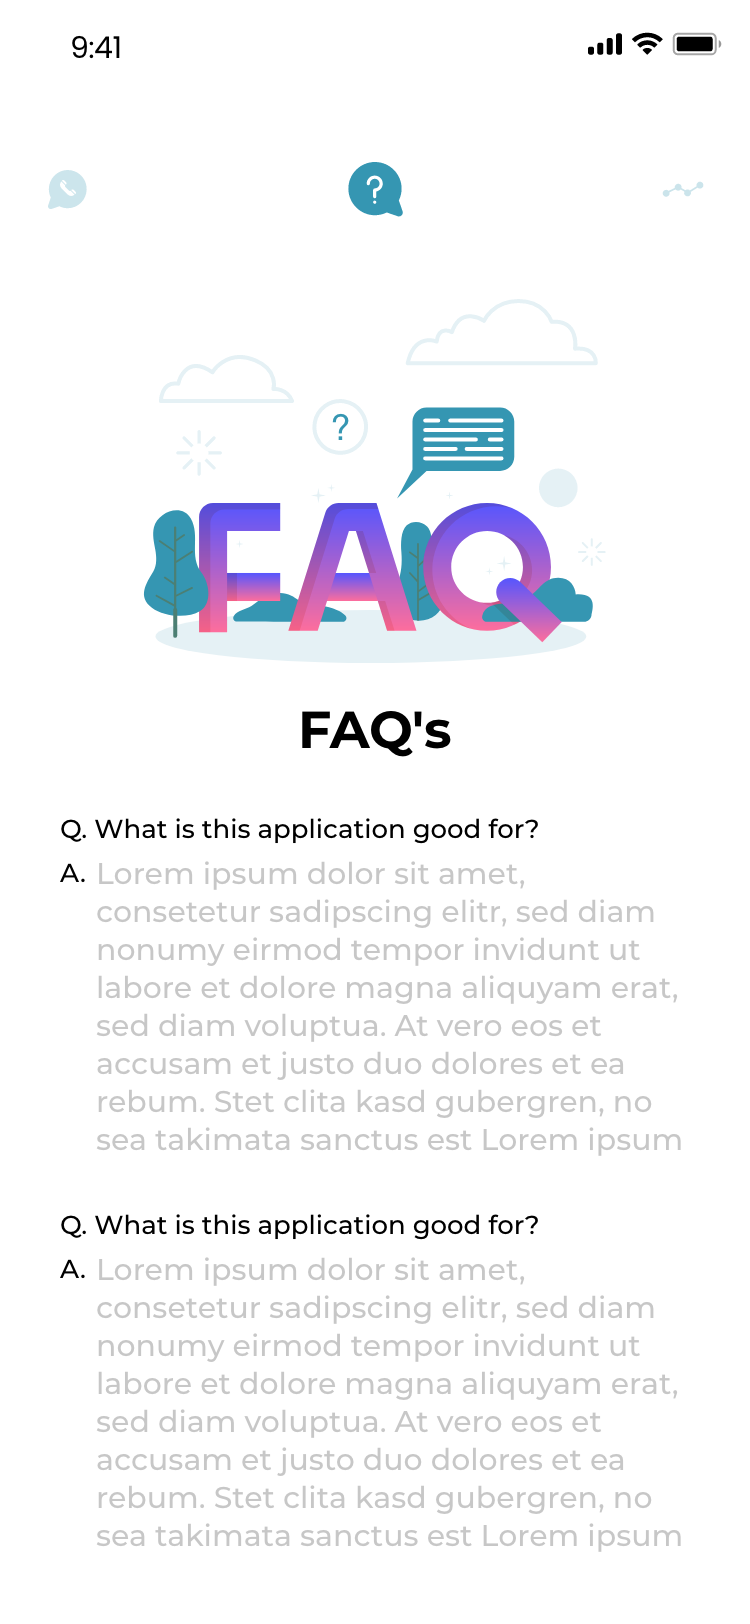 9:41
?
?
FAQ
FAQ's
Q. What is this application good for?
A. Lorem ipsum dolor sit amet,
consetetur sadipscing elitr, sed diam
nonumy eirmod tempor invidunt ut
labore et dolore magna aliquyam erat,
sed diam voluptua. At vero eos et
accusam et justo duo dolores et ea
rebum. Stet clita kasd gubergren, no
sea takimata sanctus est Lorem ipsum
Q. What is this application good for?
A. Lorem ipsum dolor sit amet,
consetetur sadipscing elitr, sed diam
nonumy eirmod tempor invidunt ut
labore et dolore magna aliquyam erat,
sed diam voluptua. At vero eos et
accusam et justo duo dolores et ea
rebum. Stet clita kasd gubergren, no
sea takimata sanctus est Lorem ipsum